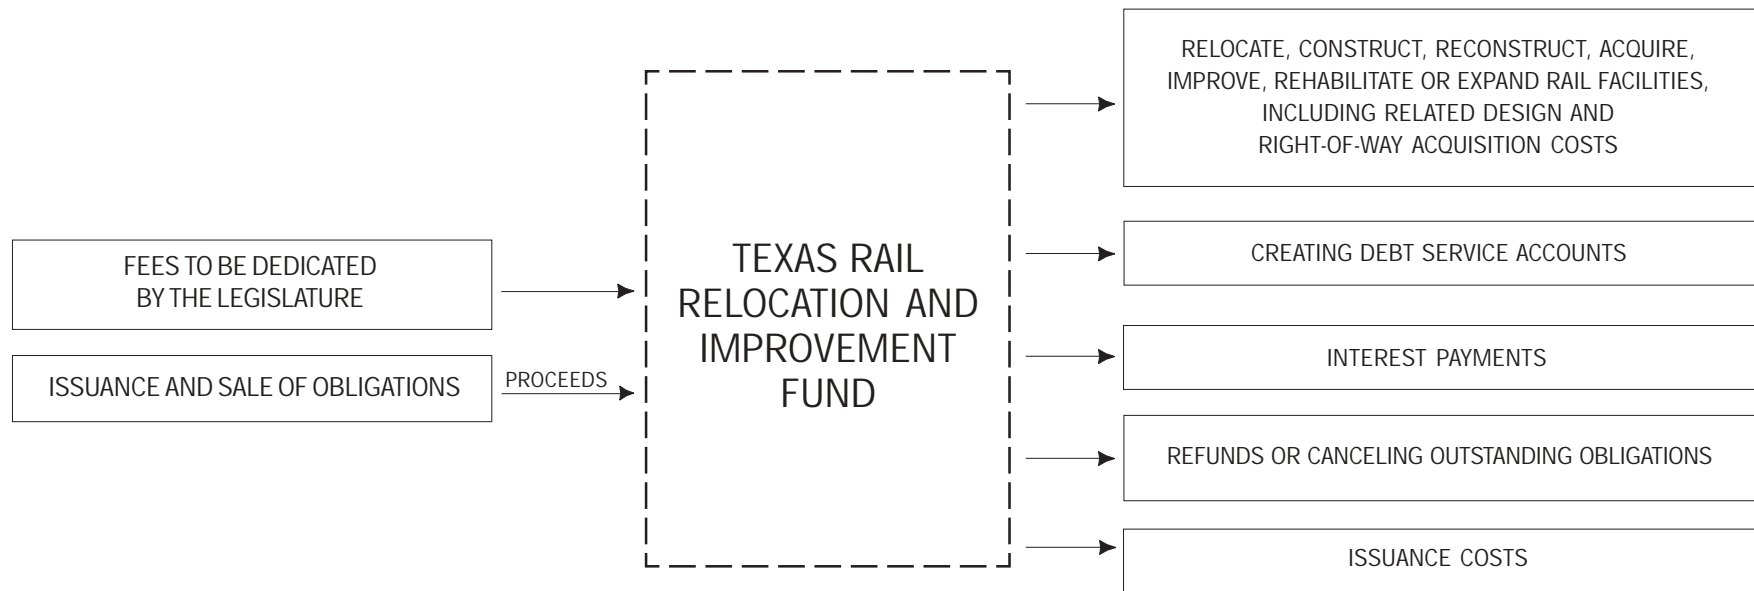 FEES TO BE DEDICATED
BY THE LEGISLATURE
ISSUANCE AND SALE OF OBLIGATIONS
PROCEEDS
TEXAS RAIL
RELOCATION AND
IMPROVEMENT
FUND
RELOCATE, CONSTRUCT, RECONSTRUCT, ACQUIRE,
IMPROVE, REHABILITATE OR EXPAND RAIL FACILITIES,
INCLUDING RELATED DESIGN AND
RIGHT-OF-WAY ACQUISITION COSTS
CREATING DEBT SERVICE ACCOUNTS
INTEREST PAYMENTS
REFUNDS OR CANCELING OUTSTANDING OBLIGATIONS
ISSUANCE COSTS